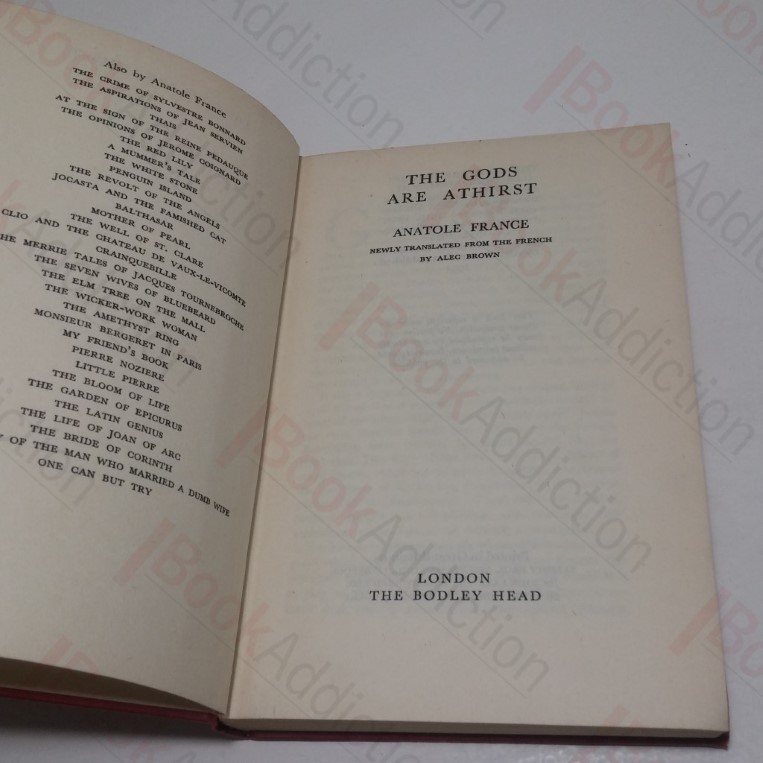 Also by Anatole France
THE CRIME OF SYLVESTRE BONNARD
THE ASPIRATIONS OF JEAN SERVIEN
THAIS
AT THE SIGN OF THE REINE PEDAUQUE
THE OPINIONS OF JEROME COIGNARD
THE RED LILY
A MUMMER'S TALE
THE WHITE STONE
PENGUIN ISLAND
THE REVOLT OF THE ANGELS
JOCASTA AND THE FAMISHED CAT
BALTHASAR
MOTHER OF PEARL
THE WELL OF ST. CLARE
CLIO AND THE CHATEAU DE VAUX-LE-VICOMTE
CRAINQUEBILLE
THE MERRIE TALES OF JACQUES TOURNEBROCHE
THE SEVEN WIVES OF BLUEBEARD
THE ELM TREE ON THE MALL
THE WICKER-WORK WOMAN
THE AMETHYST RING
MONSIEUR BERGERET IN PARIS
MY FRIEND'S BOOK
PIERRE NOZIERE
LITTLE PIERRE
THE BLOOM OF LIFE
THE GARDEN OF EPICURUS
THE LATIN GENIUS
THE LIFE OF JOAN OF ARC
THE BRIDE OF CORINTH
OF THE MAN WHO MARRIED A DUMB WIFE
ONE CAN BUT TRY
THE GODS
ARE ATHIRST
ANATOLE FRANCE
NEWLY TRANSLATED FROM THE FRENCH
BY ALEC BROWN
LONDON
THE BODLEY HEAD
BookAddiction